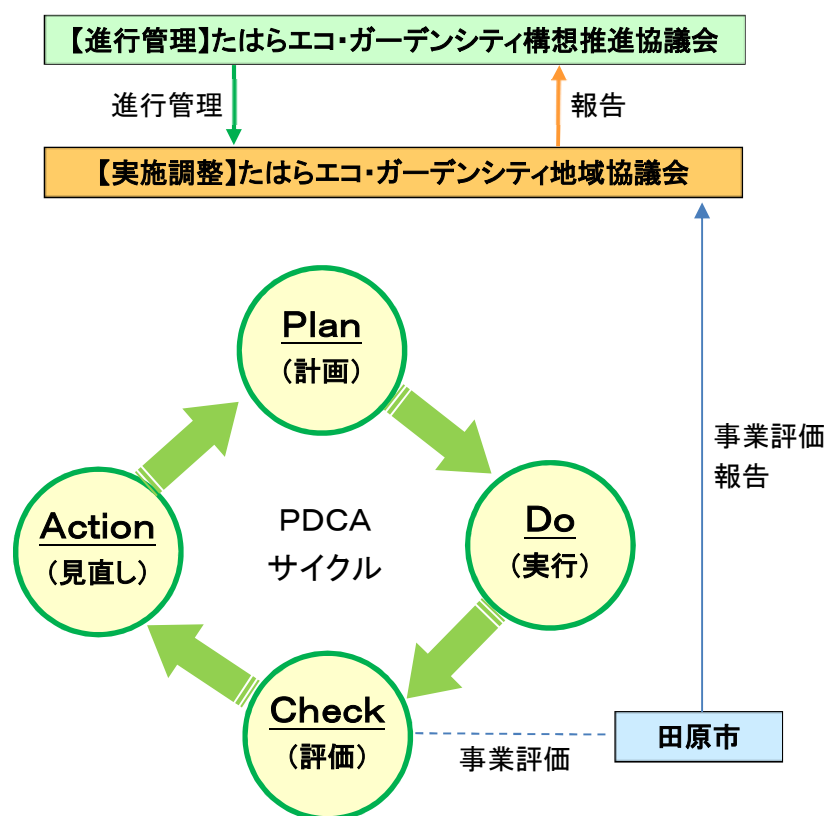 【進行管理】たはらエコ・ガーデンシティ構想推進協議会
進行管理
報告
【実施調整】たはらエコ・ガーデンシティ地域協議会
Plan
（計画）
事業評価
報告
Action
（見直し）
PDCA
サイクル
Do
（実行）
Check
（評価）
事業評価
田原市